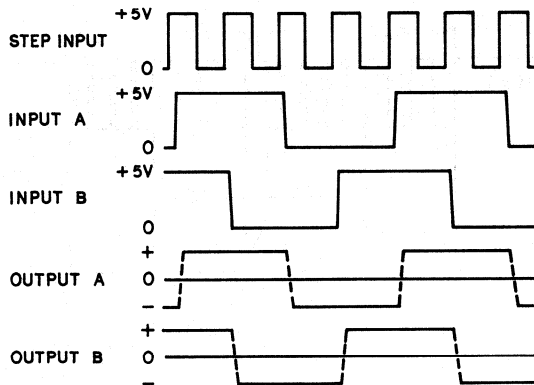 +5V
STEP INPUT
0
+5V
INPUT A
0
+5V
INPUT B
0
+
OUTPUT A 0
-
+
OUTPUT B 0
-